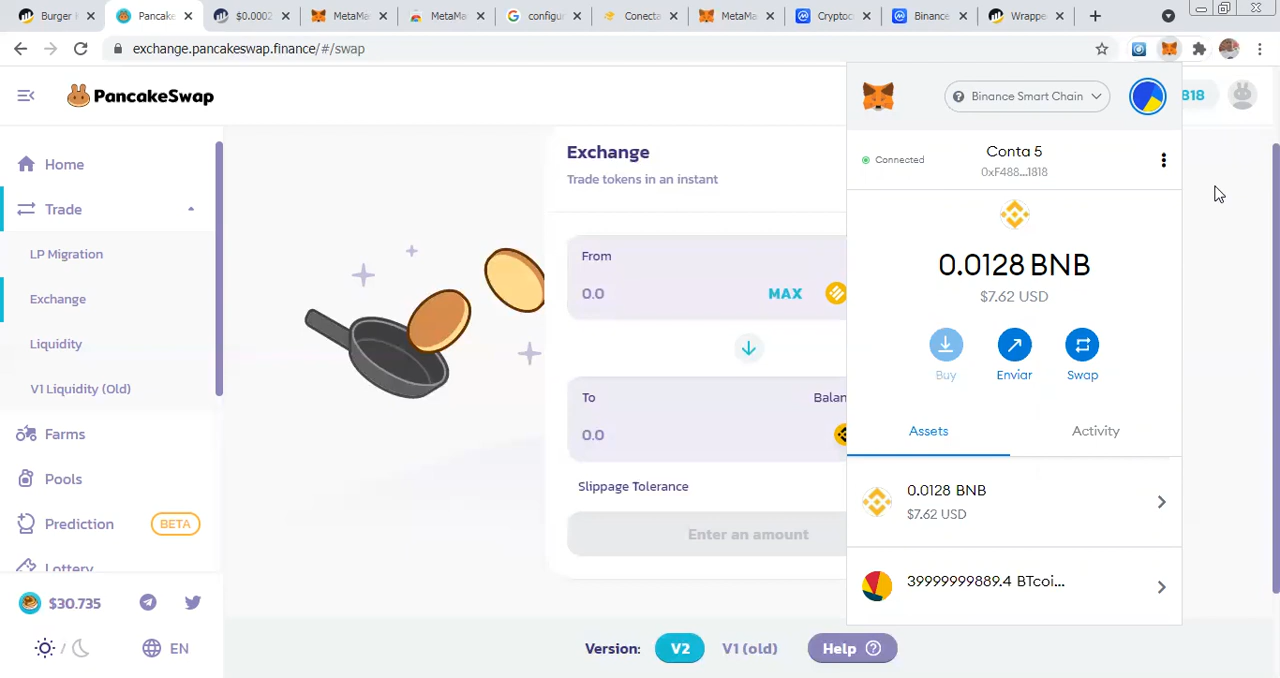 Burger
Pancake
$0.0002
MetaMa
MetaMa
configur
Conecta
MetaMa
Cryptoc
Binance
Wrappe
exchange.pancakeswap.finance/#/swap
PancakeSwap
Binance Smart Chain
1818
Home
Trade
LP Migration
Exchange
Liquidity
V1 Liquidity (Old)
Farms
Pools
Prediction
BETA
Lottery
$30.735
EN
Exchange
Trade tokens in an instant
From
0.0
MAX
To
Balan
0.0
Slippage Tolerance
Enter an amount
Version:
V2
V1 (old)
Help
Connected
Conta 5
0xF488...1818
0.0128 BNB
$7.62 USD
Buy
Enviar
Swap
Assets
Activity
0.0128 BNB
$7.62 USD
39999999889.4 BTcoi...